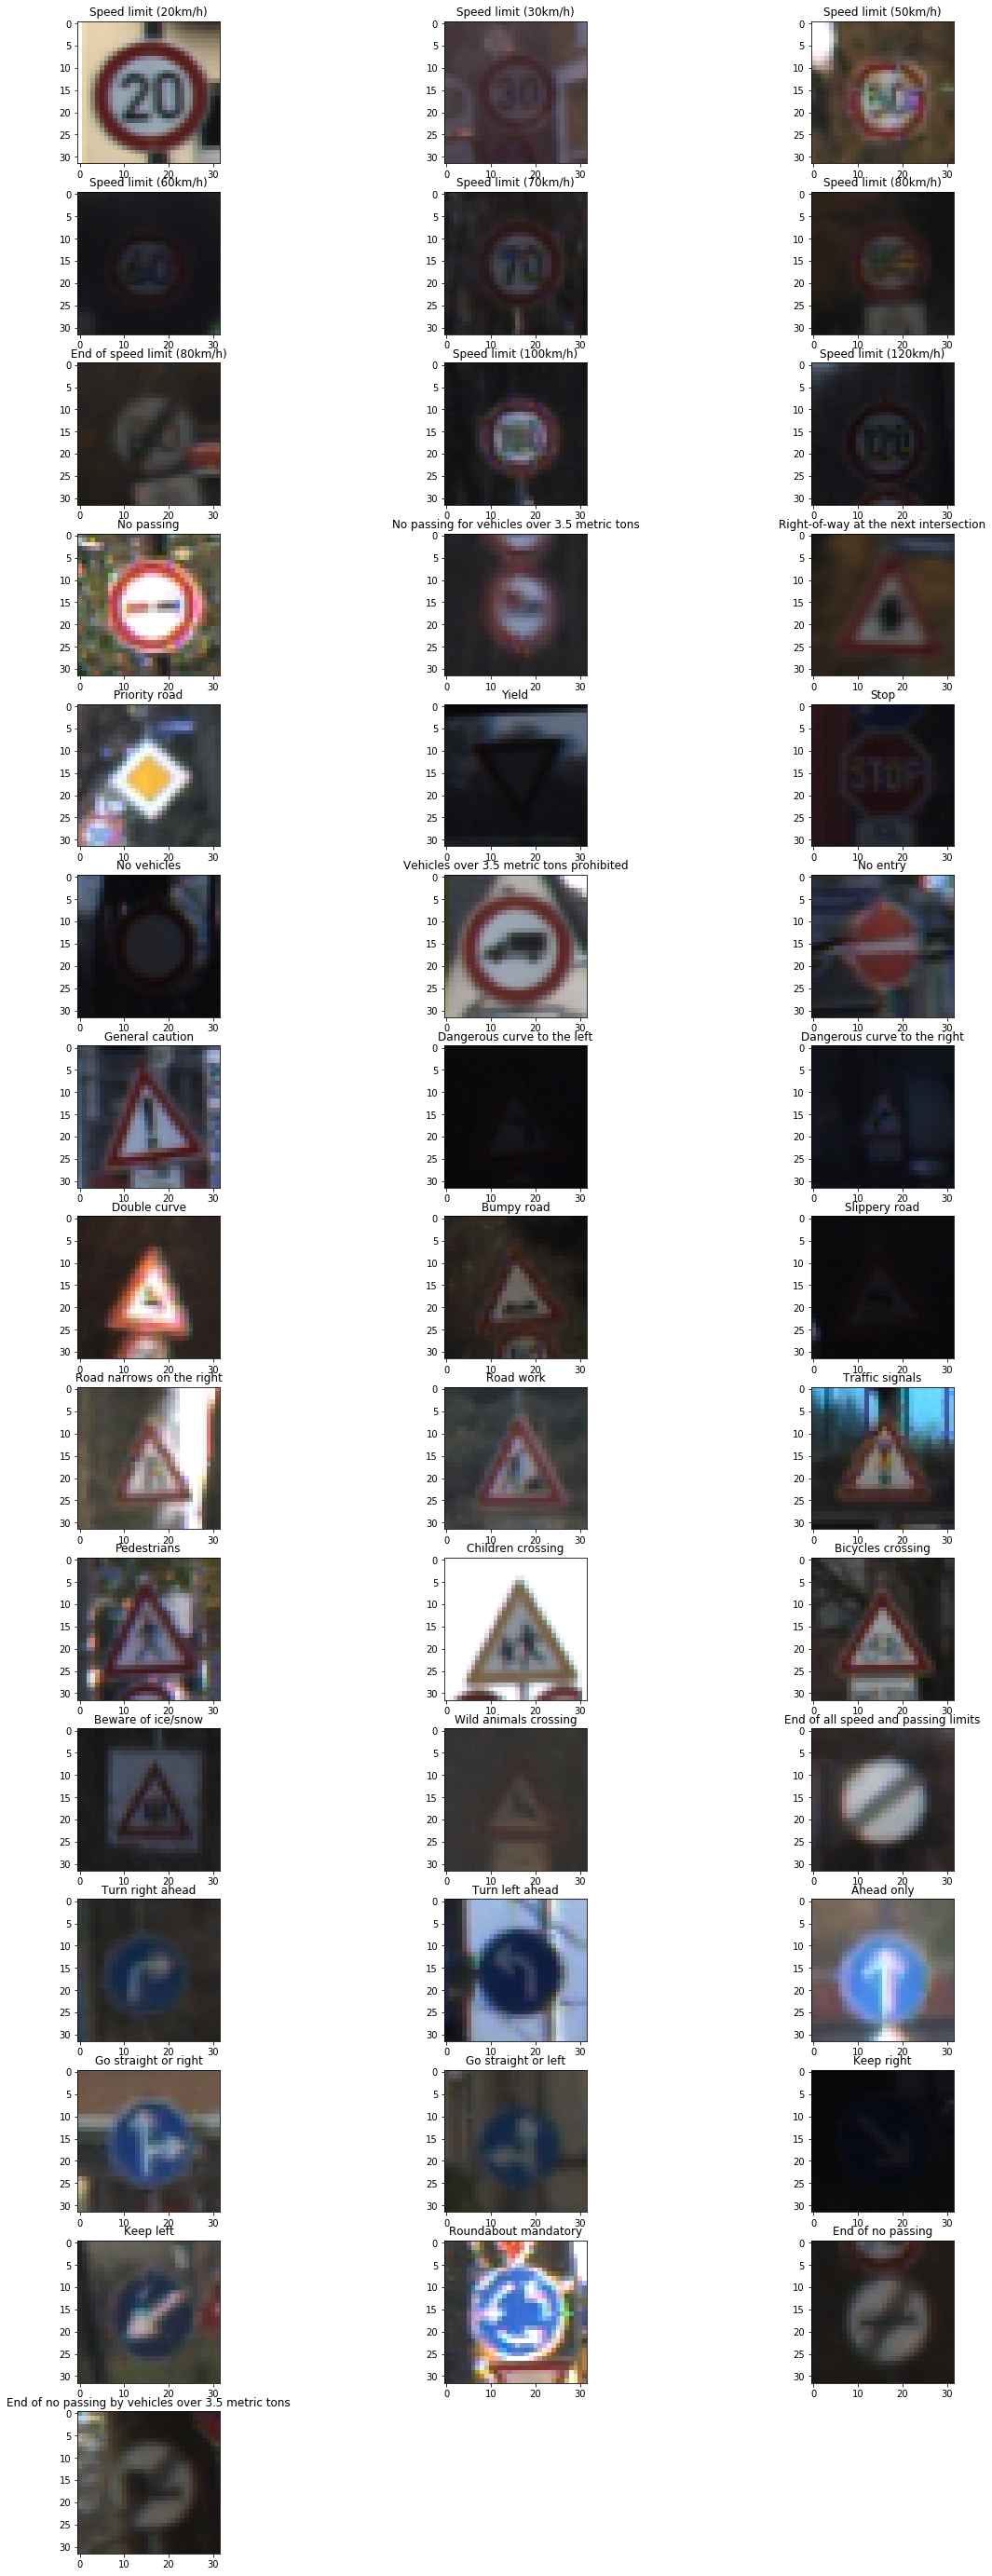 Speed limit (20km/h) Speed limit (30km/h) Speed limit (50km/h)
0 5 10 15 20 25 30 0 5 10 15 20 25 30 0 5 10 15 20 25 30
20
0 10 20 30 0 10 20 30 0 10 20 30
Speed limit (60km/h) Speed limit (70km/h) Speed limit (80km/h)
0 5 10 15 20 25 30 0 5 10 15 20 25 30 0 5 10 15 20 25 30
70
0 10 20 30 0 10 20 30 0 10 20 30
End of speed limit (80km/h) Speed limit (100km/h) Speed limit (120km/h)
0 5 10 15 20 25 30 0 5 10 15 20 25 30 0 5 10 15 20 25 30
0 10 20 30 0 10 20 30 0 10 20 30
No passing No passing for vehicles over 3.5 metric tons Right-of-way at the next intersection
0 5 10 15 20 25 30 0 5 10 15 20 25 30 0 5 10 15 20 25 30
0 10 20 30 0 10 20 30 0 10 20 30
Priority road Yield Stop
0 5 10 15 20 25 30 0 5 10 15 20 25 30 0 5 10 15 20 25 30
STOP
0 10 20 30 0 10 20 30 0 10 20 30
No vehicles Vehicles over 3.5 metric tons prohibited No entry
0 5 10 15 20 25 30 0 5 10 15 20 25 30 0 5 10 15 20 25 30
0 10 20 30 0 10 20 30 0 10 20 30
General caution Dangerous curve to the left Dangerous curve to the right
0 5 10 15 20 25 30 0 5 10 15 20 25 30 0 5 10 15 20 25 30
0 10 20 30 0 10 20 30 0 10 20 30
Double curve Bumpy road Slippery road
0 5 10 15 20 25 30 0 5 10 15 20 25 30 0 5 10 15 20 25 30
0 10 20 30 0 10 20 30 0 10 20 30
Road narrows on the right Road work Traffic signals
0 5 10 15 20 25 30 0 5 10 15 20 25 30 0 5 10 15 20 25 30
0 10 20 30 0 10 20 30 0 10 20 30
Pedestrians Children crossing Bicycles crossing
0 5 10 15 20 25 30 0 5 10 15 20 25 30 0 5 10 15 20 25 30
0 10 20 30 0 10 20 30 0 10 20 30
Beware of ice/snow Wild animals crossing End of all speed and passing limits
0 5 10 15 20 25 30 0 5 10 15 20 25 30 0 5 10 15 20 25 30
0 10 20 30 0 10 20 30 0 10 20 30
Turn right ahead Turn left ahead Ahead only
0 5 10 15 20 25 30 0 5 10 15 20 25 30 0 5 10 15 20 25 30
0 10 20 30 0 10 20 30 0 10 20 30
Go straight or right Go straight or left Keep right
0 5 10 15 20 25 30 0 5 10 15 20 25 30 0 5 10 15 20 25 30
0 10 20 30 0 10 20 30 0 10 20 30
Keep left Roundabout mandatory End of no passing
0 5 10 15 20 25 30 0 5 10 15 20 25 30 0 5 10 15 20 25 30
0 10 20 30 0 10 20 30 0 10 20 30
End of no passing by vehicles over 3.5 metric tons
0 5 10 15 20 25 30
0 10 20 30